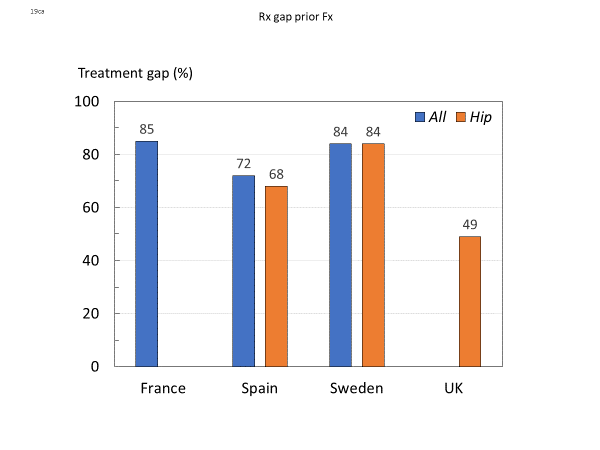 19ca
Rx gap prior Fx
Treatment gap (%)
100
All Hip
85
84 84
80
72
68
60
49
40
20
0
France Spain Sweden UK